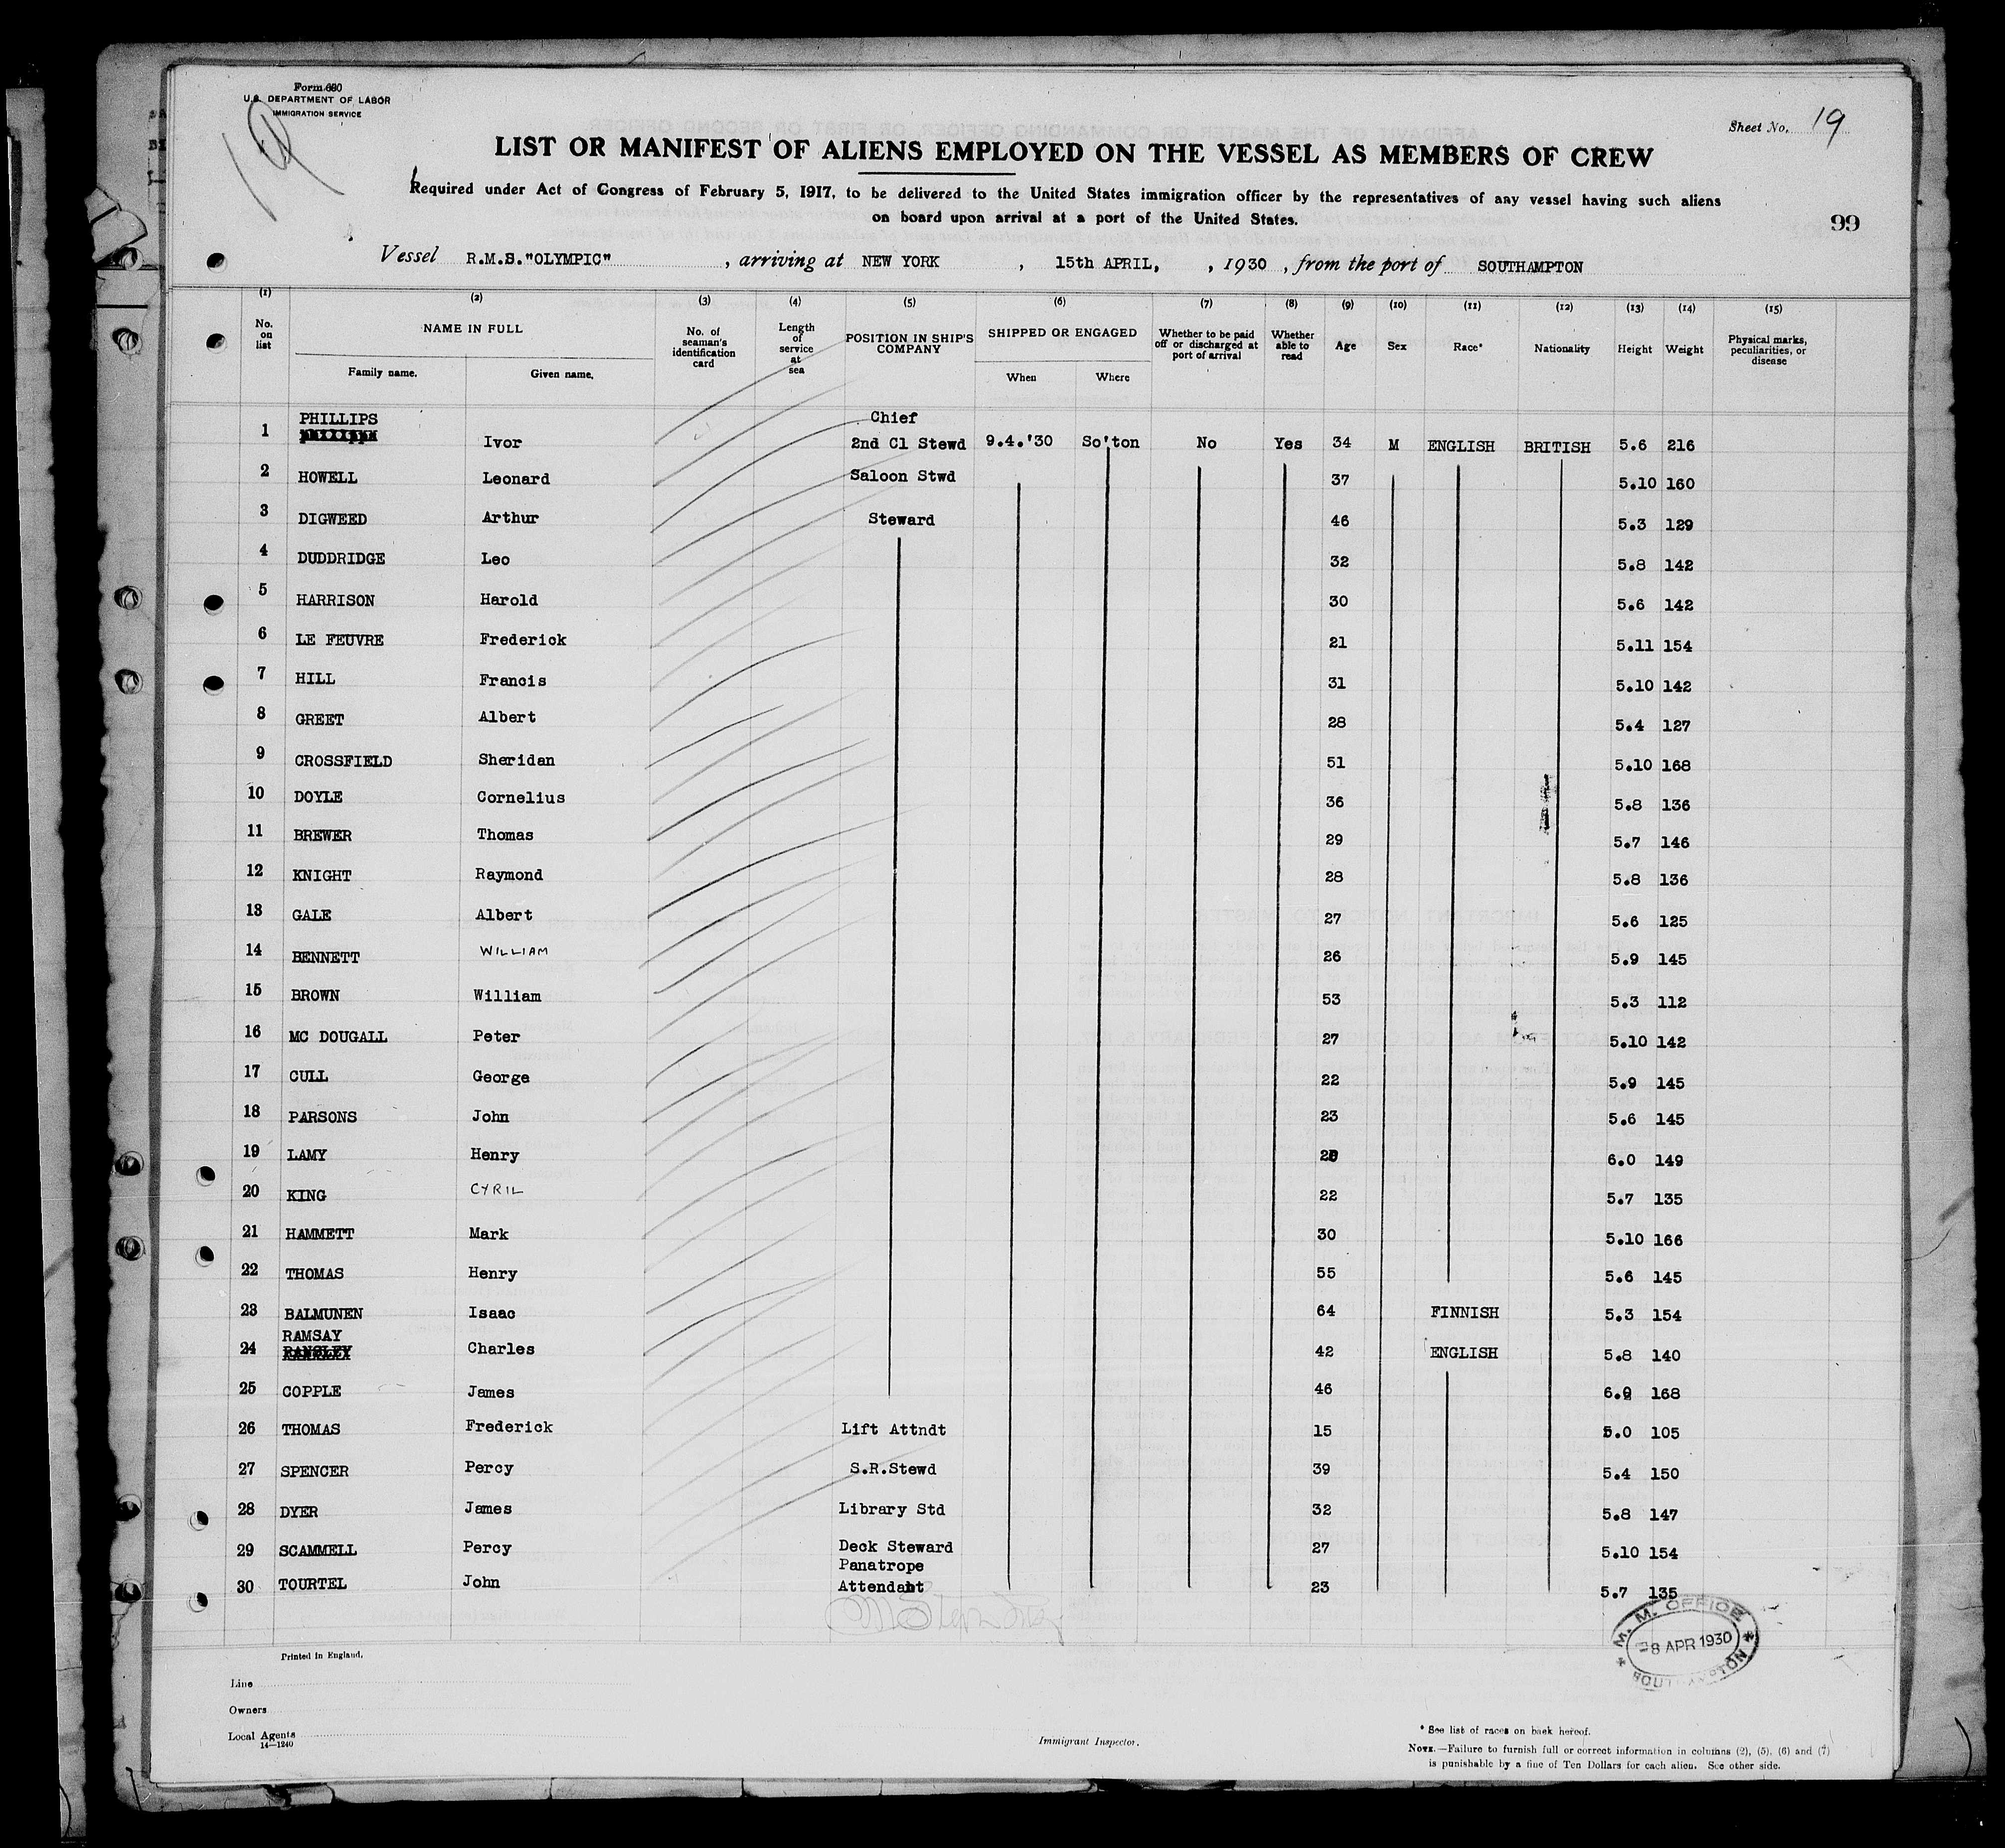 Form 680
U.S. DEPARTMENT OF LABOR
IMMIGRATION SERVICE
19
Sheet No. 19
LIST OR MANIFEST OF ALIENS EMPLOYED ON THE VESSEL AS MEMBERS OF CREW
Required under Act of Congress of February 5, 1917, to be delivered to the United States immigration officer by the representatives of any vessel having such aliens
on board upon arrival at a port of the United States.
99
Vessel R.M.S."OLYMPIC" , arriving at NEW YORK , 15th APRIL, , 1930 , from the port of SOUTHAMPTON
(1) (2) (3) (4) (5) (6) (7) (8) (9) (10) (11) (12) (13) (14) (15)
No. on list NAME IN FULL Family name. Given name. No. of seaman's identification card Length of service at sea POSITION IN SHIP'S COMPANY SHIPPED OR ENGAGED When Where Whether to be paid off or discharged at port of arrival Whether able to read Age Sex Race* Nationality Height Weight Physical marks, peculiarities, or disease
1 PHILLIPS Ivor Chief 2nd Cl Stewd 9.4.'30 So'ton No Yes 34 M ENGLISH BRITISH 5.6 216
2 HOWELL Leonard Saloon Stwd 37 5.10 160
3 DIGWEED Arthur Steward 46 5.3 129
4 DUDDRIDGE Leo 32 5.8 142
5 HARRISON Harold 30 5.6 142
6 LE FEUVRE Frederick 21 5.11 154
7 HILL Francis 31 5.10 142
8 GREET Albert 28 5.4 127
9 CROSSFIELD Sheridan 51 5.10 168
10 DOYLE Cornelius 36 5.8 136
11 BREWER Thomas 29 5.7 146
12 KNIGHT Raymond 28 5.8 136
13 GALE Albert 27 5.6 125
14 BENNETT WILLIAM 26 5.9 145
15 BROWN William 53 5.3 112
16 MC DOUGALL Peter 27 5.10 142
17 CULL George 22 5.9 145
18 PARSONS John 23 5.6 145
19 LAMY Henry 6.0 149
20 KING CYRIL 22 5.7 135
21 HAMMETT Mark 30 5.10 166
22 THOMAS Henry 55 5.6 145
23 BALMUNEN Isaac 64 FINNISH 5.3 154
24 RAMSAY RANGLEY Charles 42 ENGLISH 5.8 140
25 COPPLE James 46 168
26 THOMAS Frederick Lift Attndt 15 5.0 105
27 SPENCER Percy S.R.Stewd 39 5.4 150
28 DYER James Library Std 32 5.8 147
29 SCAMMELL Percy Deck Steward 27 5.10 154
30 TOURTEL John Panatrope Attendant 23 5.7 135
M. M. OFFICE
8 APR 1930
SOUTHAMPTON
Printed in England.
Line
Owners
Local Agents
14—1240
Immigrant Inspector.
* See list of races on back hereof.
NOTE.—Failure to furnish full or correct information in columns (2), (5), (6) and (7)
is punishable by a fine of Ten Dollars for each alien. See other side.